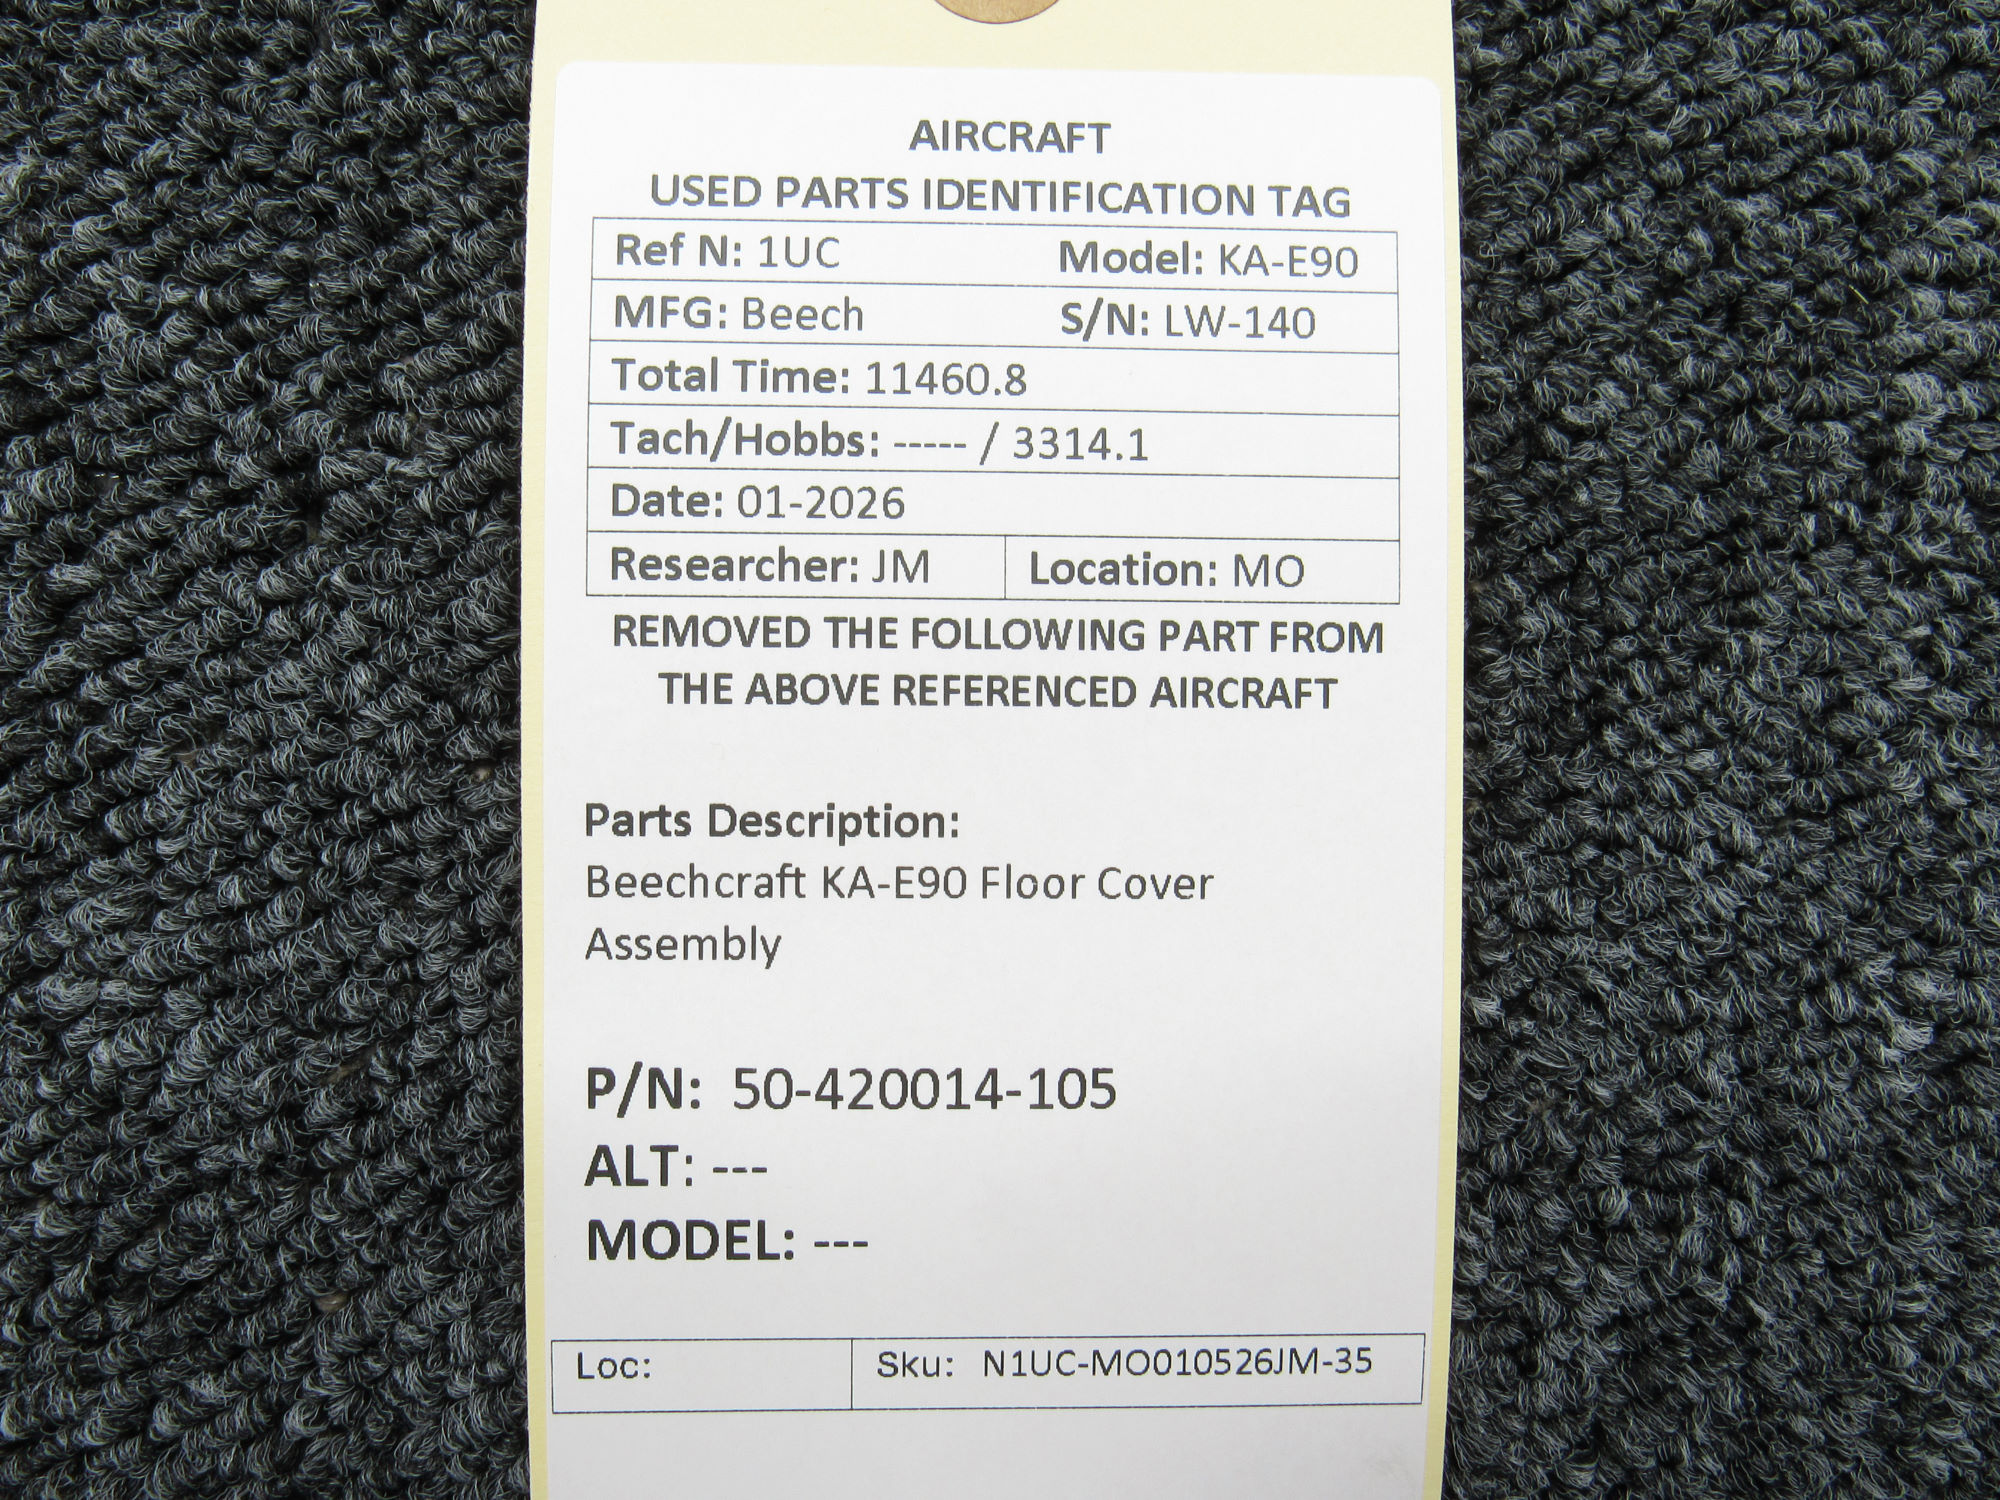 AIRCRAFT
USED PARTS IDENTIFICATION TAG
Ref N: 1UC Model: KA-E90
MFG: Beech S/N: LW-140
Total Time: 11460.8
Tach/Hobbs: ----- / 3314.1
Date: 01-2026
Researcher: JM Location: MO
REMOVED THE FOLLOWING PART FROM
THE ABOVE REFERENCED AIRCRAFT
Parts Description:
Beechcraft KA-E90 Floor Cover
Assembly
P/N: 50-420014-105
ALT: ---
MODEL: ---
Loc: Sku: N1UC-MO010526JM-35